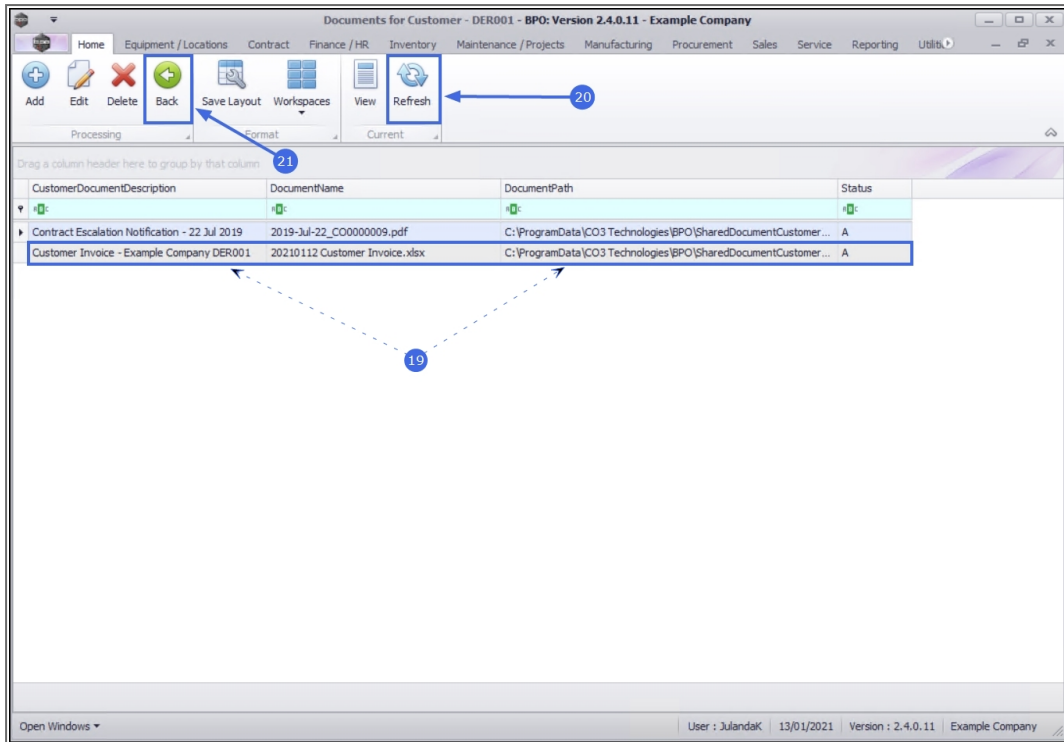 Documents for Customer - DER001 - BPO: Version 2.4.0.11 - Example Company
Home Equipment / Locations Contract Finance / HR Inventory Maintenance / Projects Manufacturing Procurement Sales Service Reporting
Add Edit Delete Back Save Layout Workspaces View Refresh
20
Processing Format Current
21
Drag a column header here to group by that column
CustomerDocumentDescription DocumentName DocumentPath Status
Contract Escalation Notification - 22 Jul 2019 2019-Jul-22_CO0000009.pdf C:\ProgramData\CO3 Technologies\BPO\SharedDocumentCustomer... A
Customer Invoice - Example Company DER001 20210112 Customer Invoice.xlsx C:\ProgramData\CO3 Technologies\BPO\SharedDocumentCustomer... A
19
Open Windows User : JulandaK 13/01/2021 Version : 2.4.0.11 Example Company